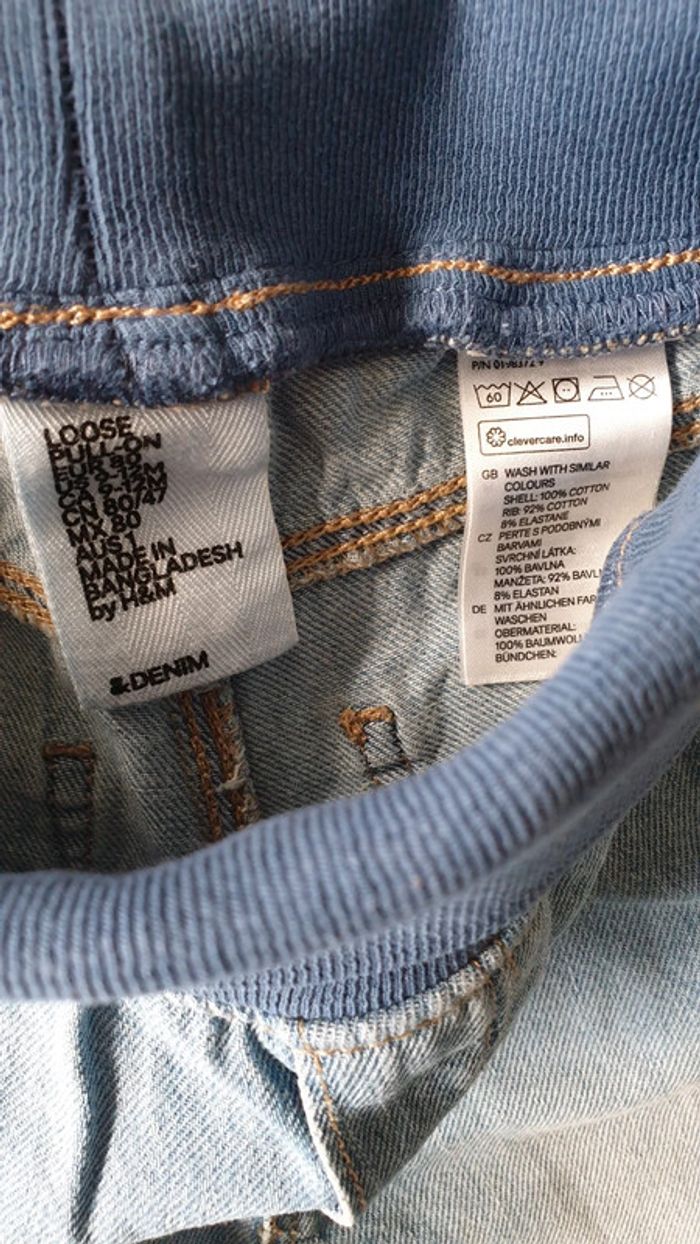 LOOSE
PULL-ON
EUR 80
US 9-12M
CA 9-12M
CN 80/47
MX 80
AUS 1
MADE IN
BANGLADESH
by H&M
&DENIM
P/N
60
clevercare.info
GB WASH WITH SIMILAR
COLOURS
SHELL: 100% COTTON
RIB: 92% COTTON
8% ELASTANE
CZ PERTE S PODOBNÝMI
BARVAMI
SVRCHNÍ LÁTKA:
100% BAVLNA
MANŽETA: 92% BAVL
8% ELASTAN
DE MIT ÄHNLICHEN FAR
WASCHEN
OBERMATERIAL:
100% BAUMWOLL
BÜNDCHEN: